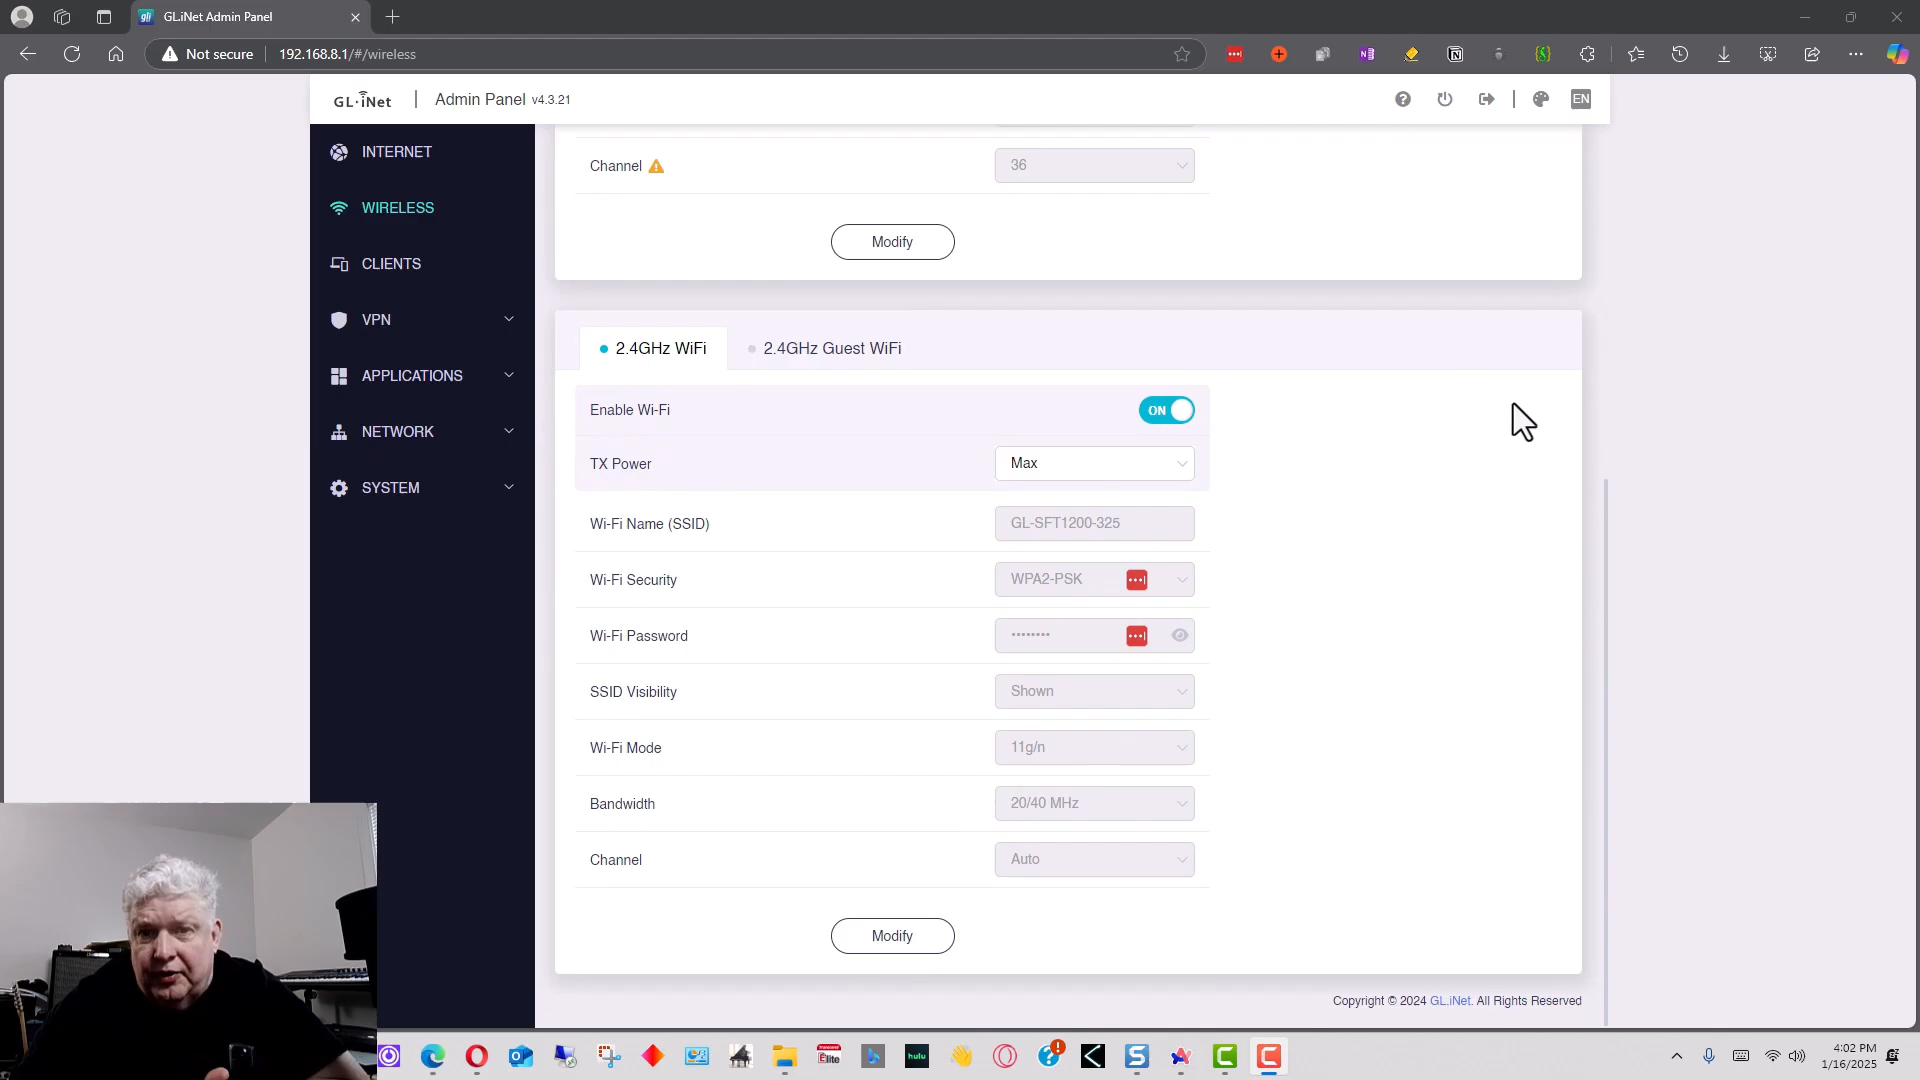 GL.iNet Admin Panel
Not secure
192.168.8.1/#/wireless
GL·iNet
Admin Panel v4.3.21
EN
INTERNET
WIRELESS
CLIENTS
VPN
APPLICATIONS
NETWORK
SYSTEM
Channel
36
Modify
2.4GHz WiFi
2.4GHz Guest WiFi
Enable Wi-Fi
ON
TX Power
Max
Wi-Fi Name (SSID)
GL-SFT1200-325
Wi-Fi Security
WPA2-PSK
Wi-Fi Password
••••••••
SSID Visibility
Shown
Wi-Fi Mode
11g/n
Bandwidth
20/40 MHz
Channel
Auto
Modify
Copyright © 2024 GL.iNet. All Rights Reserved
Elite
hulu
4:02 PM
1/16/2025